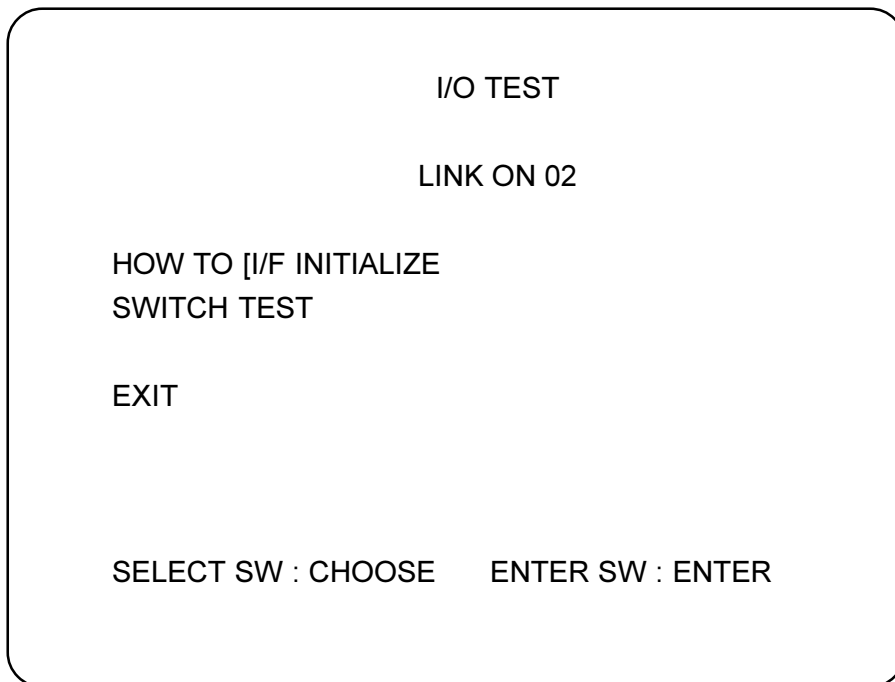 I/O TEST
LINK ON 02
HOW TO [I/F INITIALIZE
SWITCH TEST
EXIT
SELECT SW : CHOOSE ENTER SW : ENTER